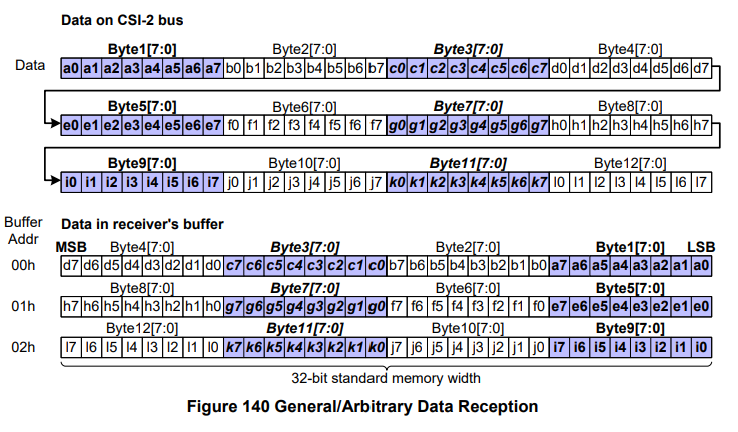 Data on CSI-2 bus
Byte1[7:0] Byte2[7:0] Byte3[7:0] Byte4[7:0]
Data a0 a1 a2 a3 a4 a5 a6 a7 b0 b1 b2 b3 b4 b5 b6 b7 c0 c1 c2 c3 c4 c5 c6 c7 d0 d1 d2 d3 d4 d5 d6 d7
Byte5[7:0] Byte6[7:0] Byte7[7:0] Byte8[7:0]
e0 e1 e2 e3 e4 e5 e6 e7 f0 f1 f2 f3 f4 f5 f6 f7 g0 g1 g2 g3 g4 g5 g6 g7 h0 h1 h2 h3 h4 h5 h6 h7
Byte9[7:0] Byte10[7:0] Byte11[7:0] Byte12[7:0]
i0 i1 i2 i3 i4 i5 i6 i7 j0 j1 j2 j3 j4 j5 j6 j7 k0 k1 k2 k3 k4 k5 k6 k7 l0 l1 l2 l3 l4 l5 l6 l7
Buffer Addr
Data in receiver's buffer
MSB Byte4[7:0] Byte3[7:0] Byte2[7:0] Byte1[7:0] LSB
00h d7 d6 d5 d4 d3 d2 d1 d0 c7 c6 c5 c4 c3 c2 c1 c0 b7 b6 b5 b4 b3 b2 b1 b0 a7 a6 a5 a4 a3 a2 a1 a0
Byte8[7:0] Byte7[7:0] Byte6[7:0] Byte5[7:0]
01h h7 h6 h5 h4 h3 h2 h1 h0 g7 g6 g5 g4 g3 g2 g1 g0 f7 f6 f5 f4 f3 f2 f1 f0 e7 e6 e5 e4 e3 e2 e1 e0
Byte12[7:0] Byte11[7:0] Byte10[7:0] Byte9[7:0]
02h l7 l6 l5 l4 l3 l2 l1 l0 k7 k6 k5 k4 k3 k2 k1 k0 j7 j6 j5 j4 j3 j2 j1 j0 i7 i6 i5 i4 i3 i2 i1 i0
32-bit standard memory width
Figure 140 General/Arbitrary Data Reception